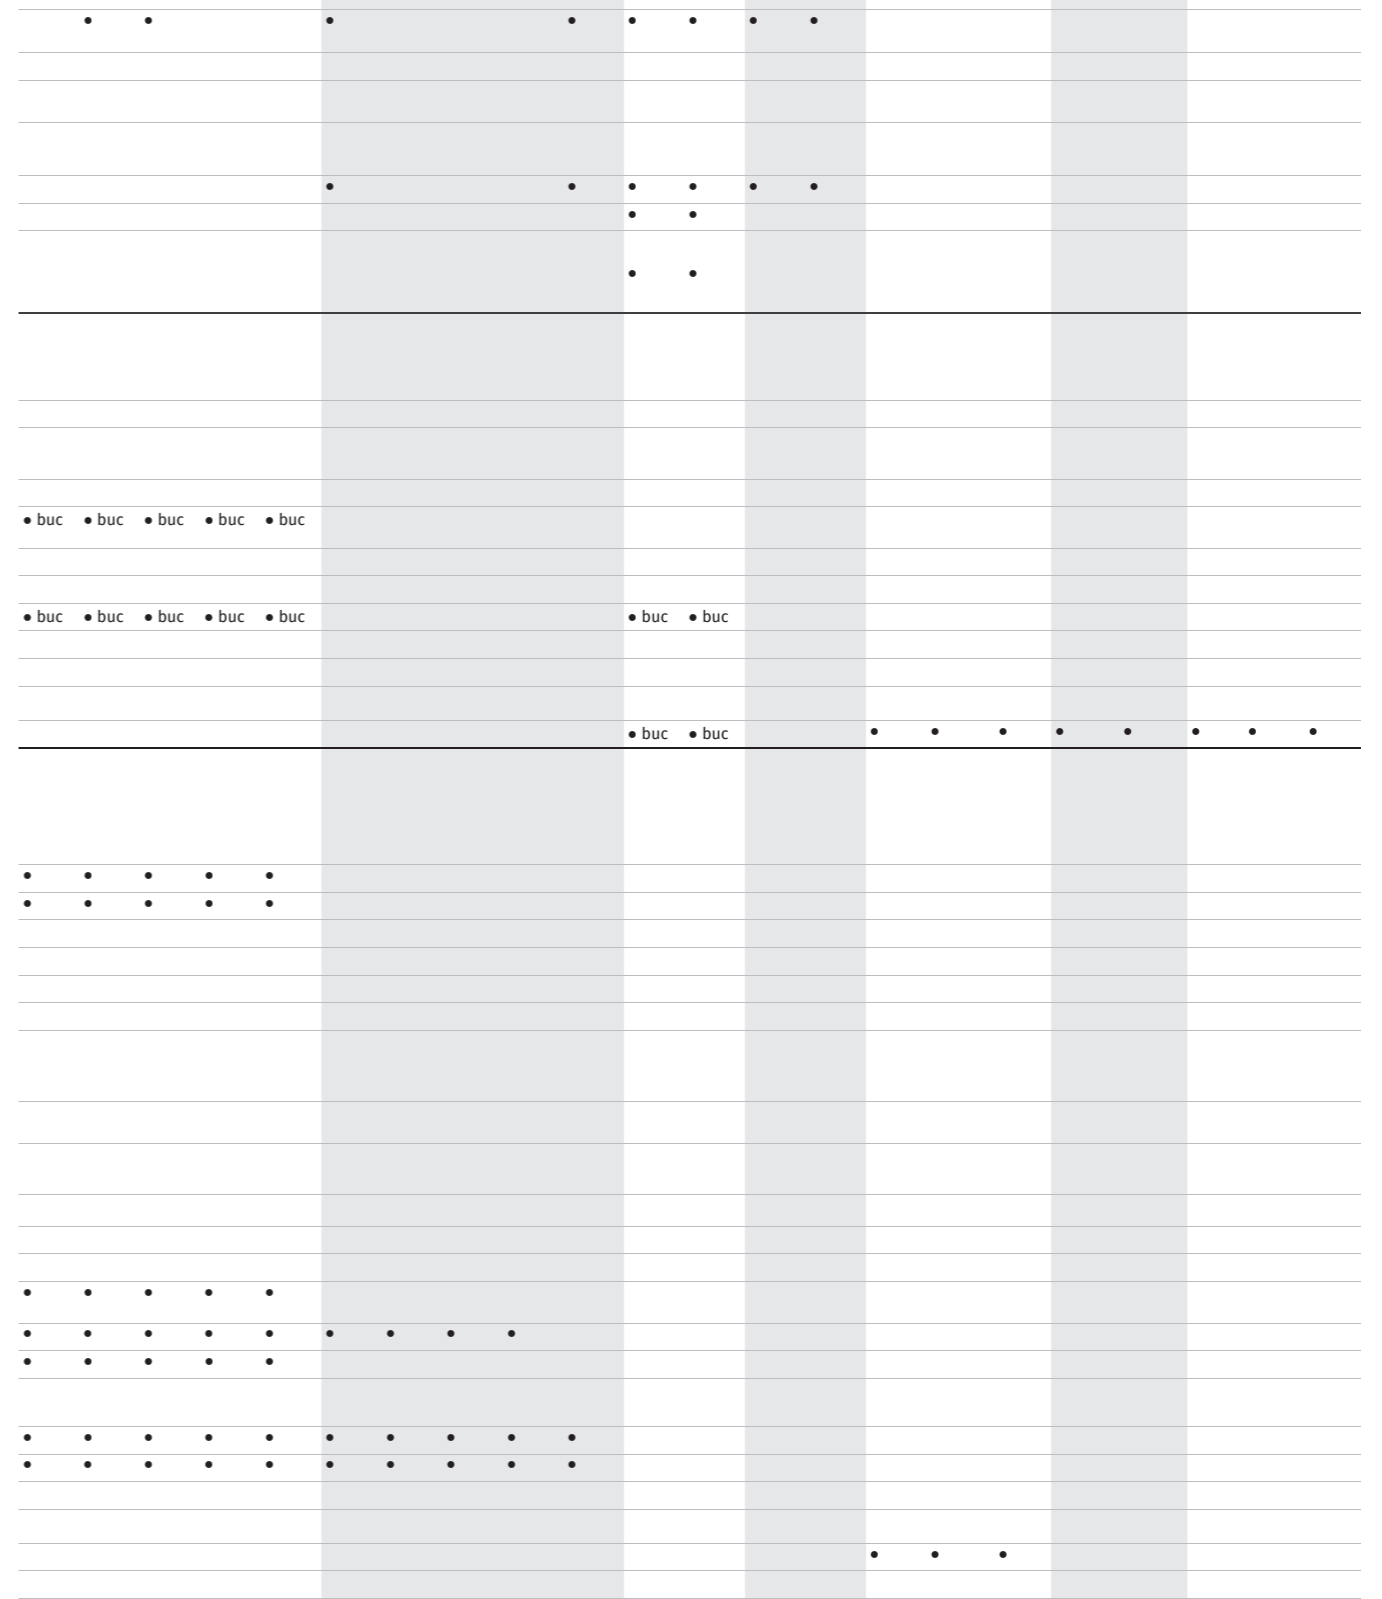 • • • • • • • •
• • • • • •
• •
• •
• buc • buc • buc • buc • buc
• buc • buc • buc • buc • buc • buc • buc
• buc • buc • • • • • • • •
• • • • •
• • • • •
• • • • •
• • • • • • • • •
• • • • •
• • • • • • • • • •
• • • • • • • • • •
• • •